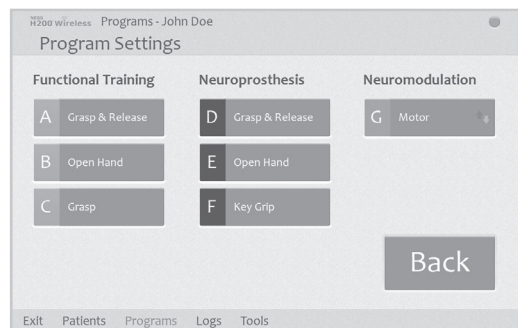 NESS
H200 Wireless Programs - John Doe
Program Settings
Functional Training Neuroprosthesis Neuromodulation
A Grasp & Release D Grasp & Release G Motor
B Open Hand E Open Hand
C Grasp F Key Grip
Back
Exit Patients Programs Logs Tools